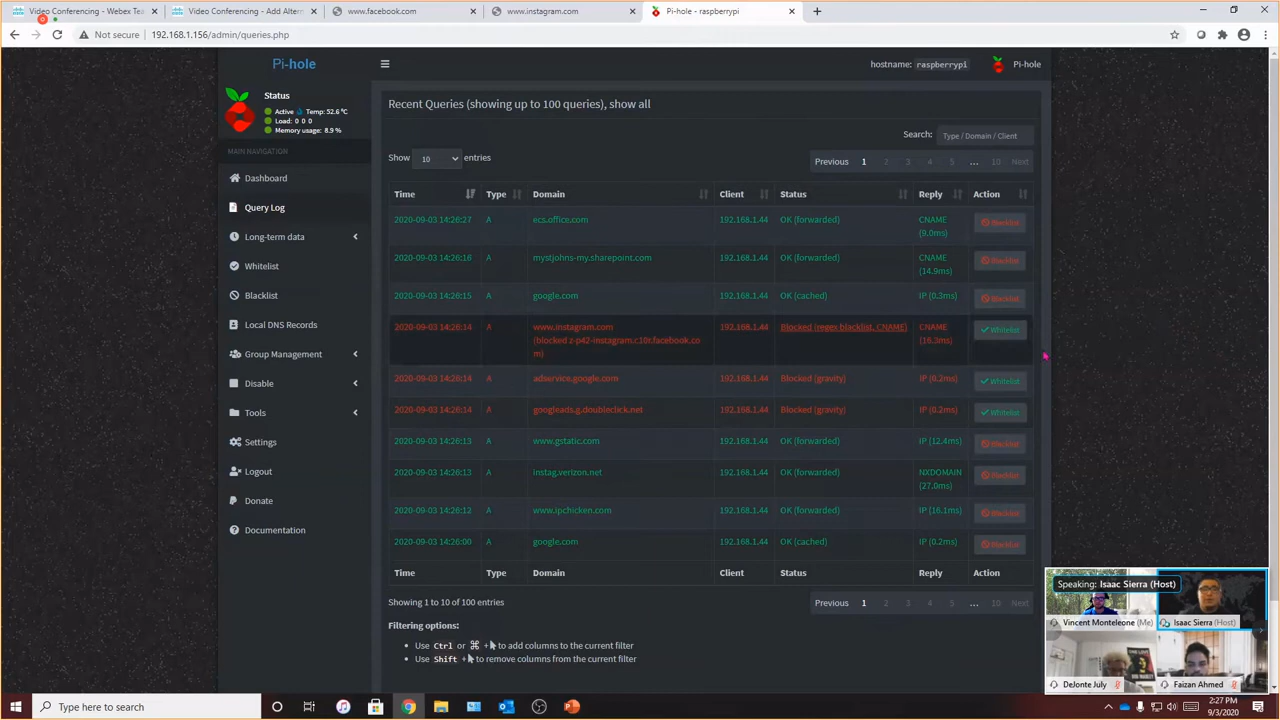 Video Conferencing - Webex Tea
Video Conferencing - Add Altern
www.facebook.com
www.instagram.com
Pi-hole - raspberrypi
Not secure
192.168.1.156/admin/queries.php
Pi-hole
hostname: raspberrypi
Pi-hole
Status
Active Temp: 52.6 °C
Load: 0 0 0
Memory usage: 8.9 %
MAIN NAVIGATION
Dashboard
Query Log
Long-term data
Whitelist
Blacklist
Local DNS Records
Group Management
Disable
Tools
Settings
Logout
Donate
Documentation
Recent Queries (showing up to 100 queries), show all
Search: Type / Domain / Client
Show 10 entries
Previous 1 2 3 4 5 ... 10 Next
Time Type Domain Client Status Reply Action
2020-09-03 14:26:27 A ecs.office.com 192.168.1.44 OK (forwarded) CNAME Blacklist
(9.0ms)
2020-09-03 14:26:16 A mystjohns-my.sharepoint.com 192.168.1.44 OK (forwarded) CNAME Blacklist
(14.9ms)
2020-09-03 14:26:15 A google.com 192.168.1.44 OK (cached) IP (0.3ms) Blacklist
2020-09-03 14:26:14 A www.instagram.com 192.168.1.44 Blocked (regex blacklist, CNAME) CNAME Whitelist
(blocked z-p42-instagram.c10r.facebook.co (16.3ms)
m)
2020-09-03 14:26:14 A adservice.google.com 192.168.1.44 Blocked (gravity) IP (0.2ms) Whitelist
2020-09-03 14:26:14 A googleads.g.doubleclick.net 192.168.1.44 Blocked (gravity) IP (0.2ms) Whitelist
2020-09-03 14:26:13 A www.gstatic.com 192.168.1.44 OK (forwarded) IP (12.4ms) Blacklist
2020-09-03 14:26:13 A instag.verizon.net 192.168.1.44 OK (forwarded) NXDOMAIN Blacklist
(27.0ms)
2020-09-03 14:26:12 A www.ipchicken.com 192.168.1.44 OK (forwarded) IP (16.1ms) Blacklist
2020-09-03 14:26:00 A google.com 192.168.1.44 OK (cached) IP (0.2ms) Blacklist
Time Type Domain Client Status Reply Action
Showing 1 to 10 of 100 entries
Previous 1 2 3 4 5 ... 10 Next
Filtering options:
Use Ctrl or ⌘ + to add columns to the current filter
Use Shift + to remove columns from the current filter
Speaking: Isaac Sierra (Host)
Vincent Monteleone (Me)
Isaac Sierra (Host)
DeJonte July
Faizan Ahmed
Type here to search
2:27 PM
9/3/2020